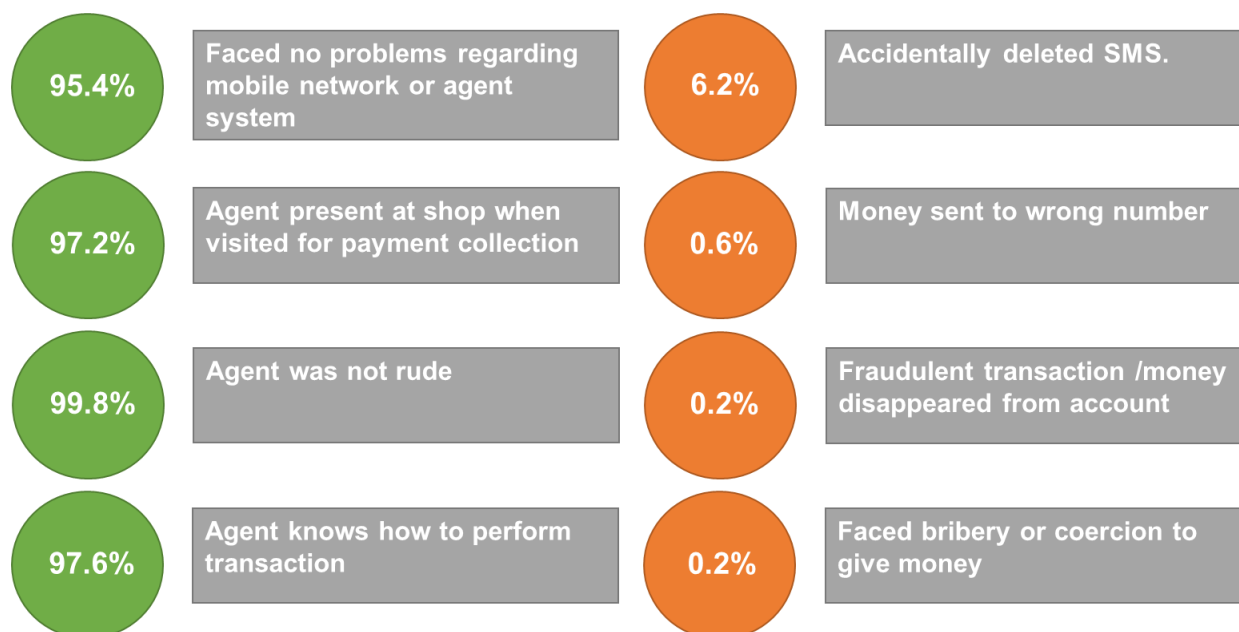 95.4%
Faced no problems regarding
mobile network or agent
system
6.2%
Accidentally deleted SMS.
97.2%
Agent present at shop when
visited for payment collection
0.6%
Money sent to wrong number
99.8%
Agent was not rude
0.2%
Fraudulent transaction /money
disappeared from account
97.6%
Agent knows how to perform
transaction
0.2%
Faced bribery or coercion to
give money